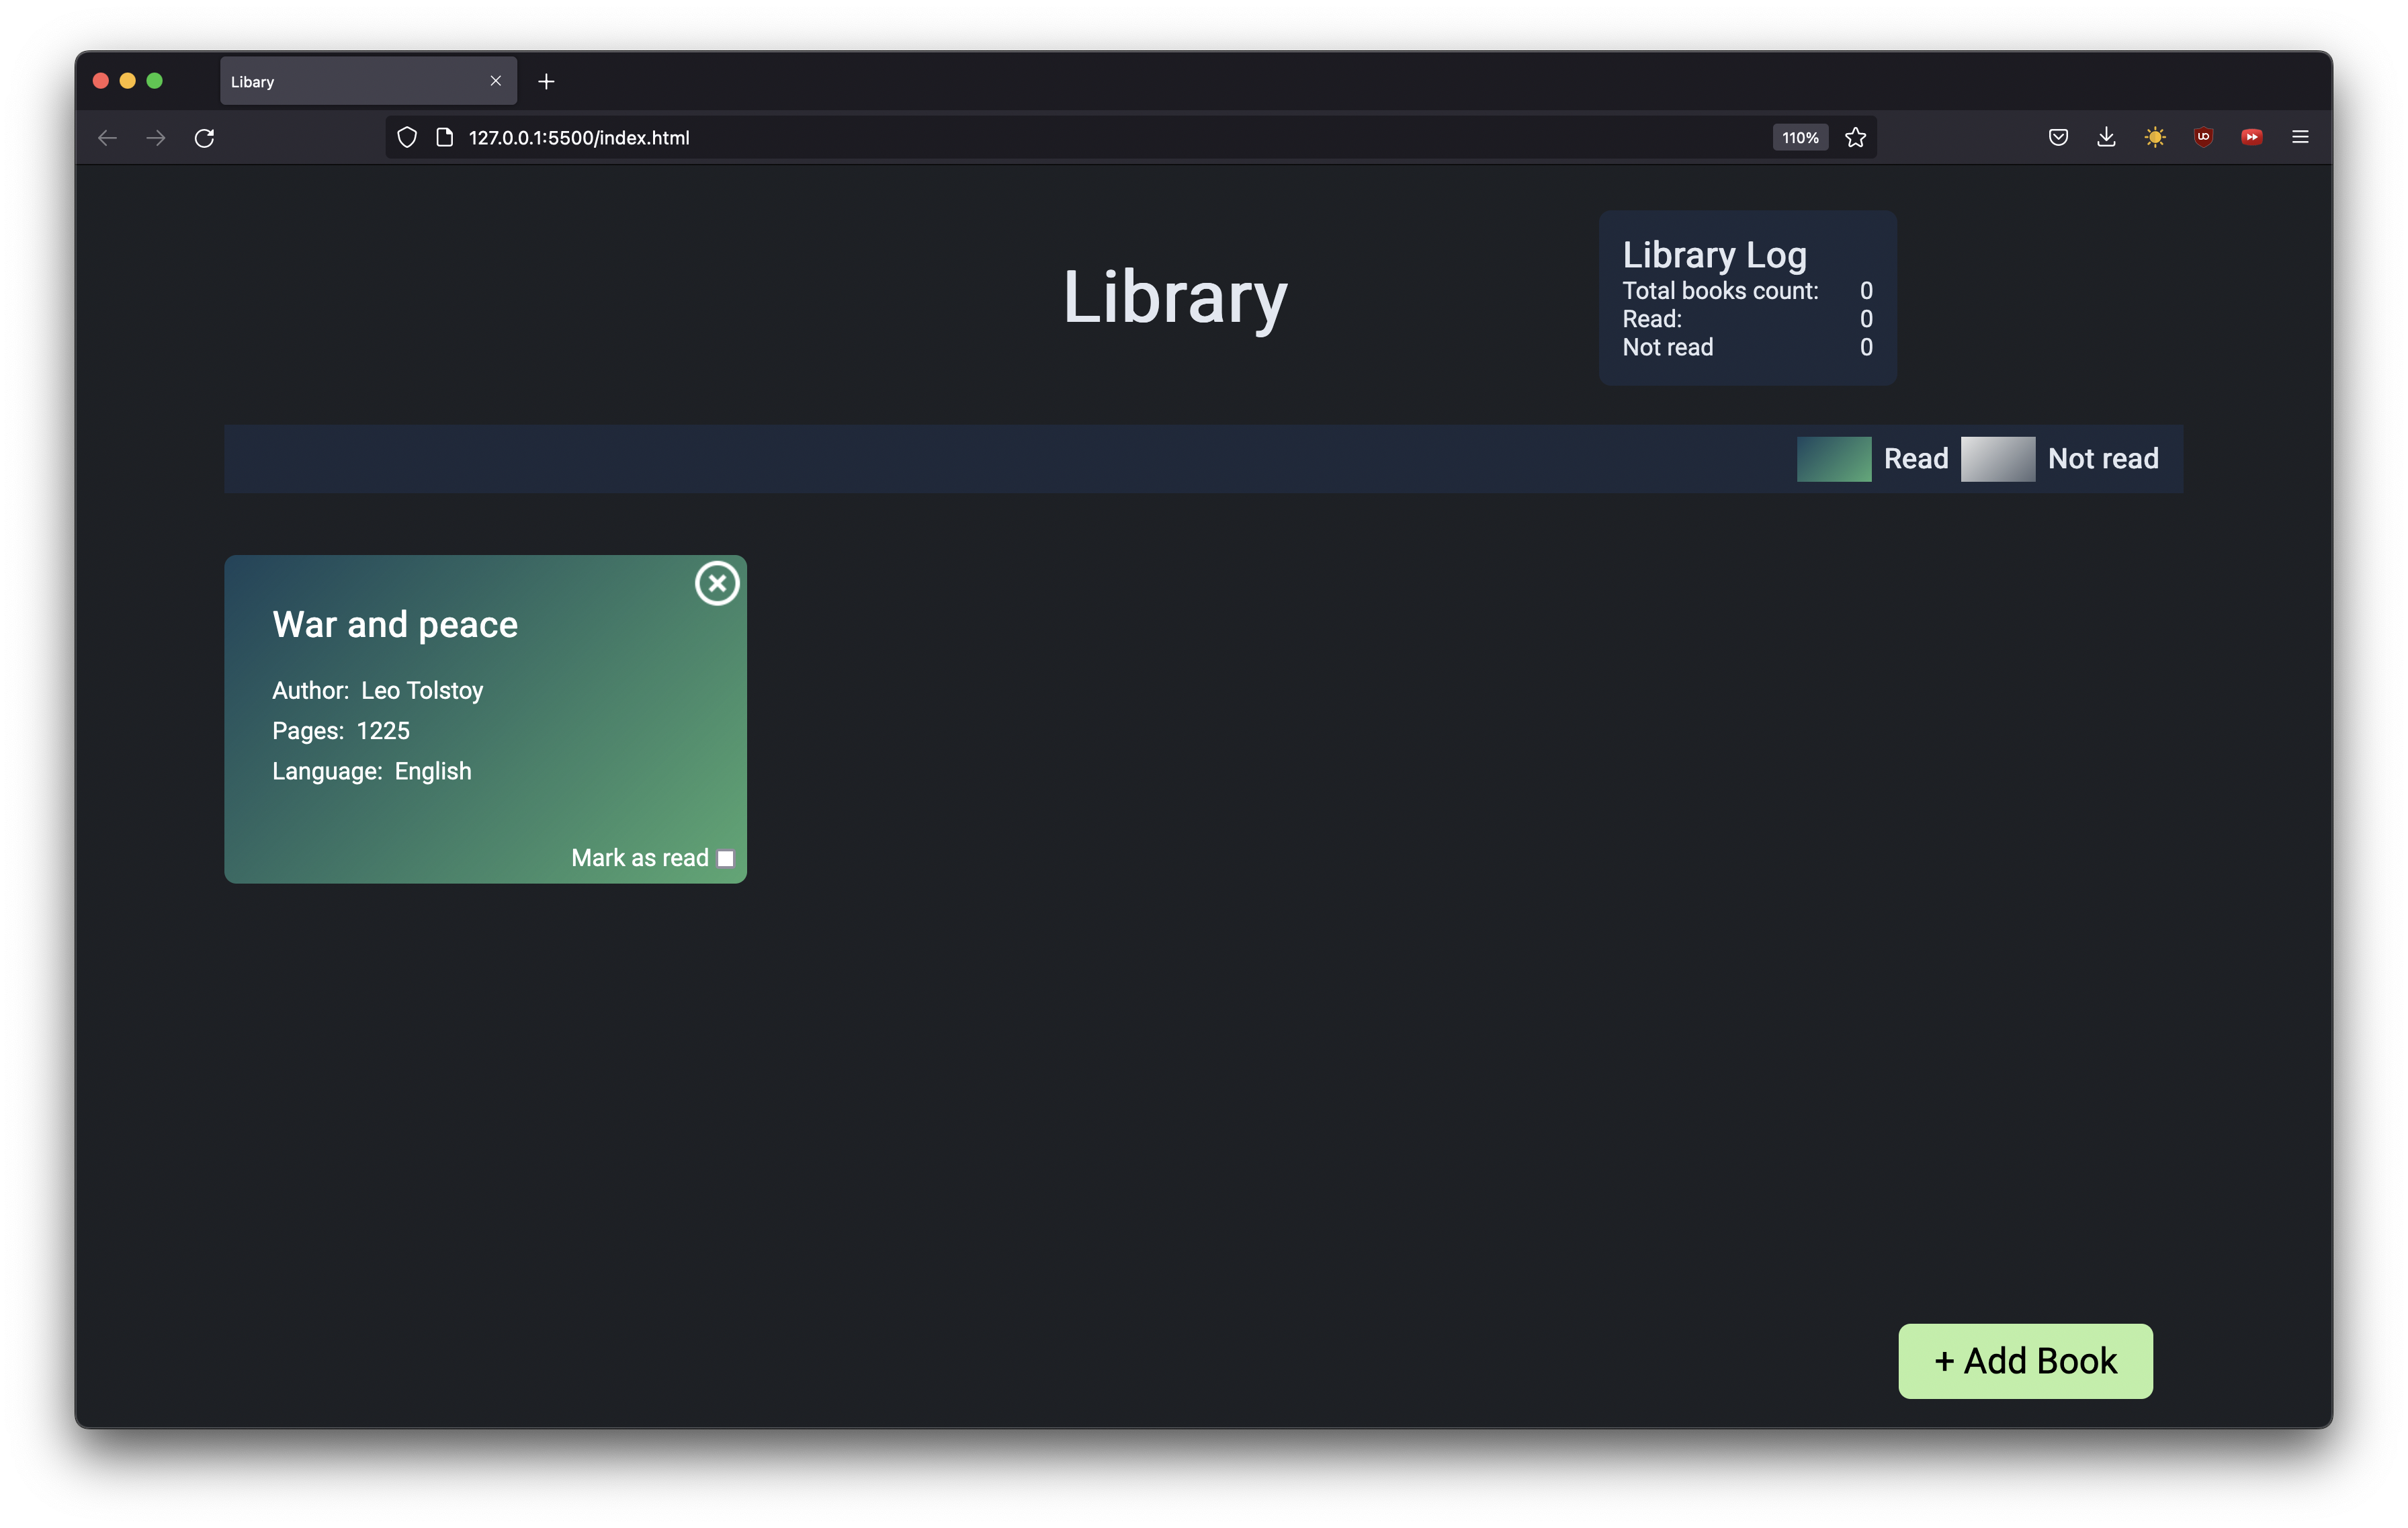 Libary
127.0.0.1:5500/index.html
110%
Library
Library Log
Total books count: 0
Read: 0
Not read 0
Read Not read
War and peace
Author: Leo Tolstoy
Pages: 1225
Language: English
Mark as read
+ Add Book